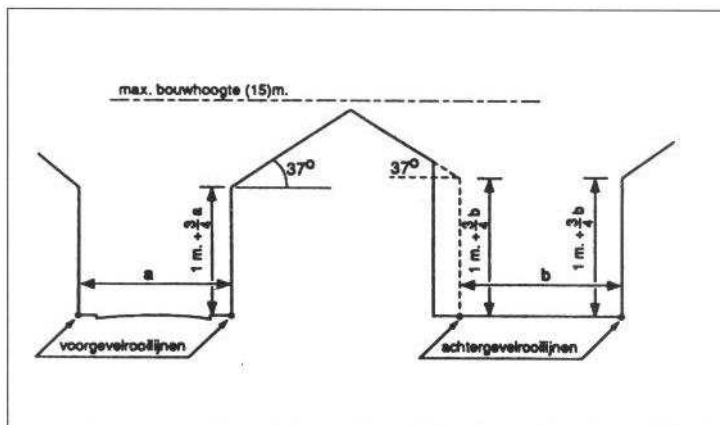 max. bouwhoogte (15)m.
37°
37°
1 m. + 3/4 a
1 m. + 3/4 b
1 m. + 3/4 b
a
b
voorgevelrooilijnen
achtergevelrooilijnen